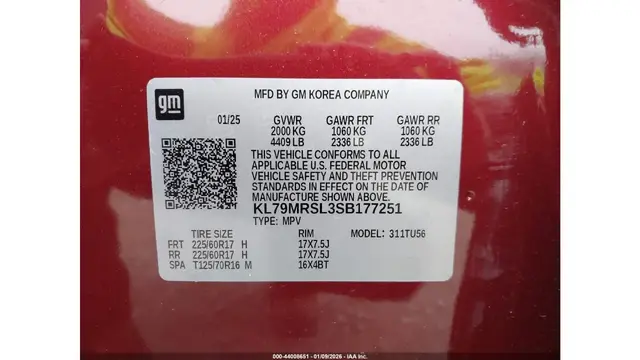 gm
MFD BY GM KOREA COMPANY
01/25 GVWR GAWR FRT GAWR RR
2000 KG 1060 KG 1060 KG
4409 LB 2336 LB 2336 LB
THIS VEHICLE CONFORMS TO ALL
APPLICABLE U.S. FEDERAL MOTOR
VEHICLE SAFETY AND THEFT PREVENTION
STANDARDS IN EFFECT ON THE DATE OF
MANUFACTURE SHOWN ABOVE.
KL79MRSL3SB177251
TYPE: MPV
TIRE SIZE RIM MODEL: 311TU56
FRT 225/60R17 H 17X7.5J
RR 225/60R17 H 17X7.5J
SPA T125/70R16 M 16X4BT
000-44008651 - 01/09/2026 - IAA Inc.